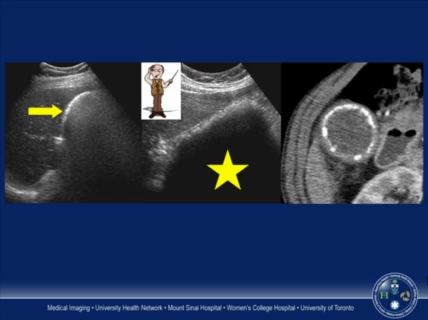 Medical Imaging • University Health Network • Mount Sinai Hospital • Women's College Hospital • University of Toronto